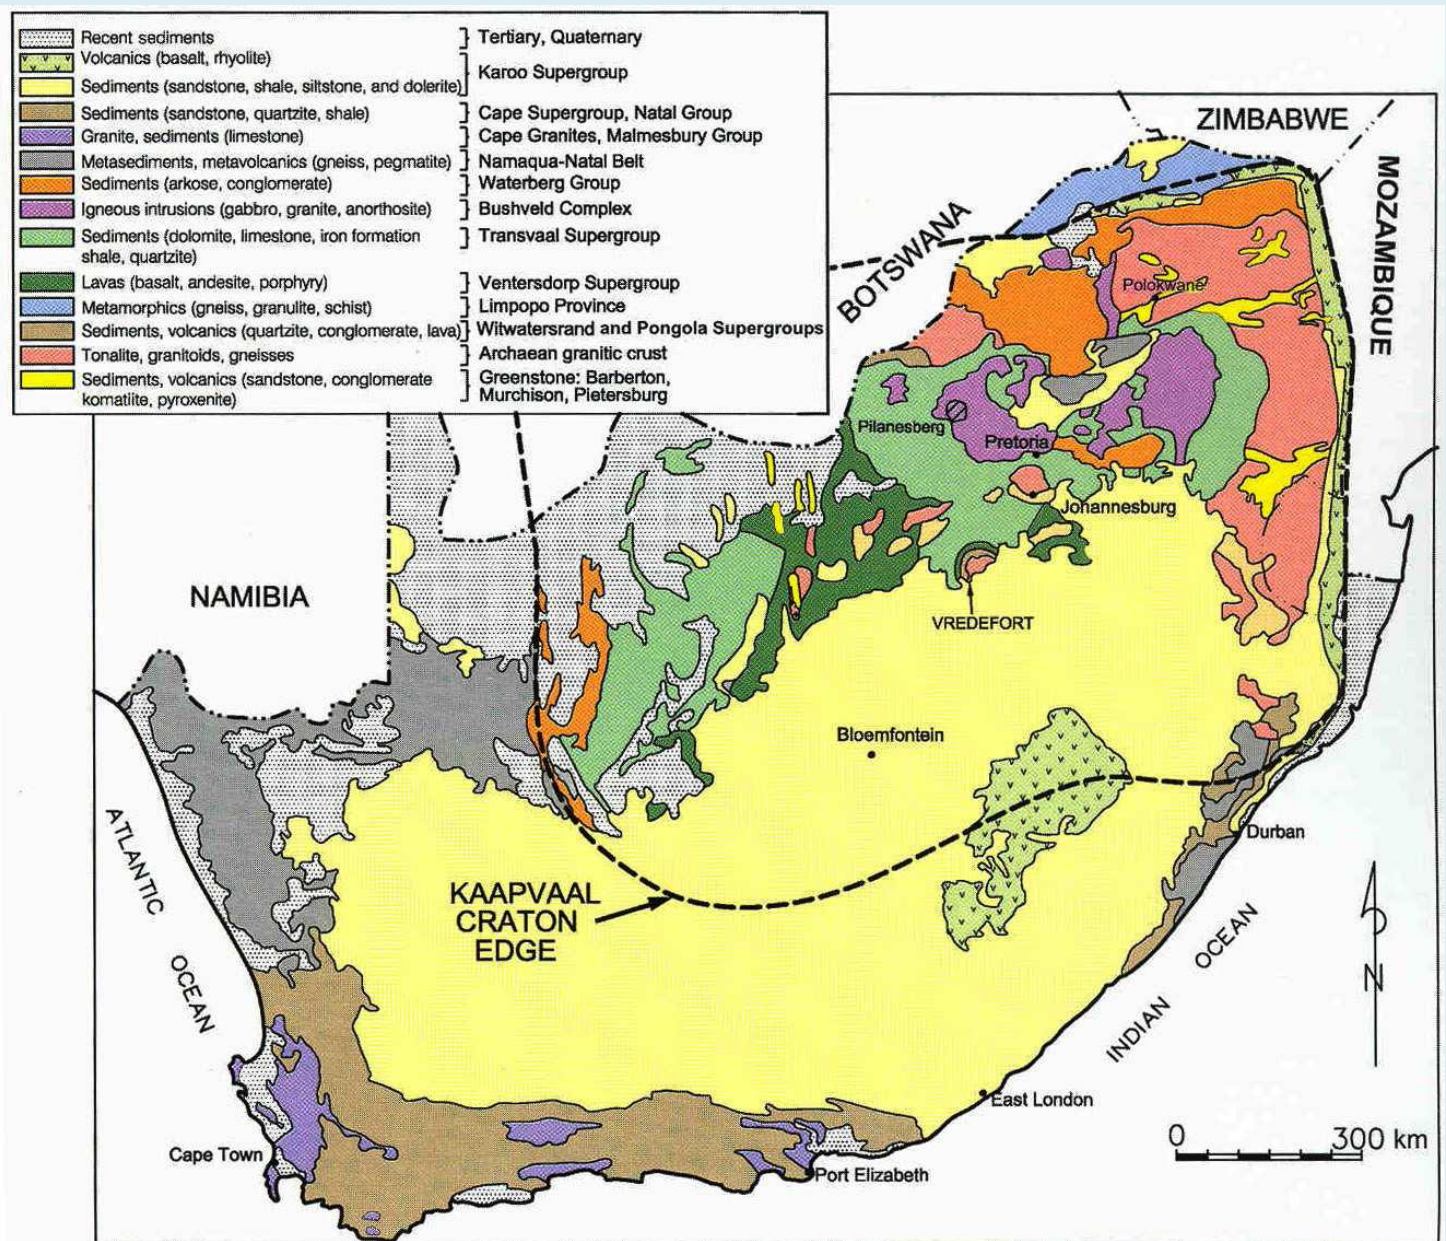 Recent sediments } Tertiary, Quaternary
Volcanics (basalt, rhyolite)
Sediments (sandstone, shale, siltstone, and dolerite) } Karoo Supergroup
Sediments (sandstone, quartzite, shale) } Cape Supergroup, Natal Group
Granite, sediments (limestone) } Cape Granites, Malmesbury Group
Metasediments, metavolcanics (gneiss, pegmatite) } Namaqua-Natal Belt
Sediments (arkose, conglomerate) } Waterberg Group
Igneous intrusions (gabbro, granite, anorthosite) } Bushveld Complex
Sediments (dolomite, limestone, iron formation } Transvaal Supergroup
shale, quartzite)
Lavas (basalt, andesite, porphyry) } Ventersdorp Supergroup
Metamorphics (gneiss, granulite, schist) } Limpopo Province
Sediments, volcanics (quartzite, conglomerate, lava) } Witwatersrand and Pongola Supergroups
Tonalite, granitoids, gneisses } Archaean granitic crust
Sediments, volcanics (sandstone, conglomerate } Greenstone: Barberton,
komatiite, pyroxenite) Murchison, Pietersburg
ZIMBABWE
MOZAMBIQUE
BOTSWANA
Polokwane
Pilanesberg
Pretoria
Johannesburg
NAMIBIA
VREDEFORT
Bloemfontein
Durban
ATLANTIC
OCEAN
KAAPVAAL
CRATON
EDGE
INDIAN OCEAN
N
East London
0 300 km
Cape Town
Port Elizabeth